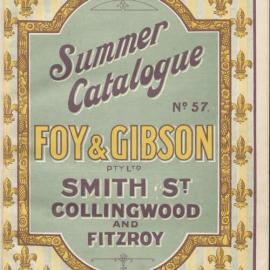 Summer
Catalogue
Nº 57.
FOY & GIBSON
PTY LTD
SMITH ST
COLLINGWOOD
AND
FITZROY